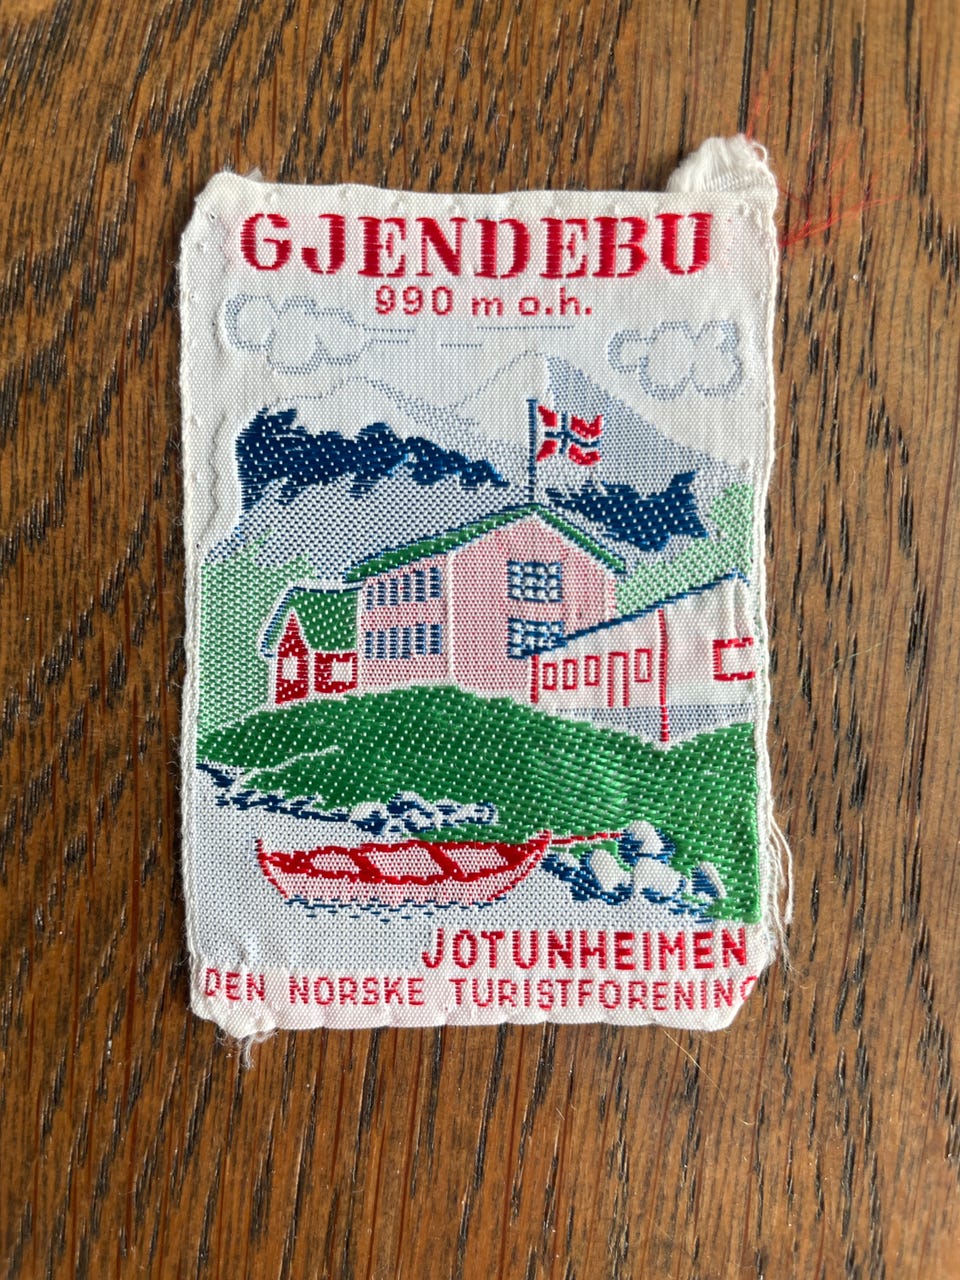 GJENDEBU
990 m o.h.
JOTUNHEIMEN
DEN NORSKE TURISTFORENING